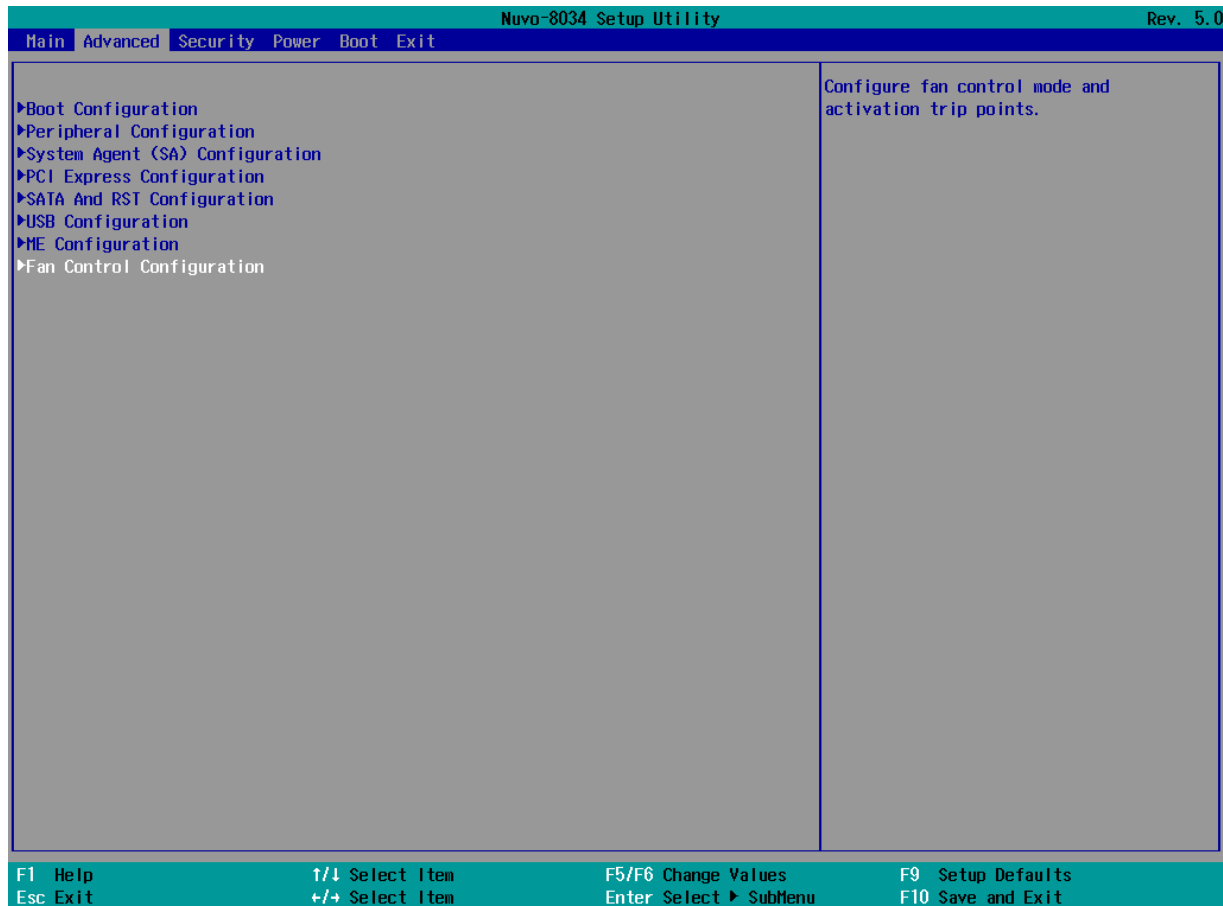 Nuvo-8034 Setup Utility Rev. 5.0
Main Advanced Security Power Boot Exit
▶Boot Configuration
▶Peripheral Configuration
▶System Agent (SA) Configuration
▶PCI Express Configuration
▶SATA And RST Configuration
▶USB Configuration
▶ME Configuration
▶Fan Control Configuration
Configure fan control mode and
activation trip points.
F1 Help ↑/↓ Select Item F5/F6 Change Values F9 Setup Defaults
Esc Exit ←/→ Select Item Enter Select ▶ SubMenu F10 Save and Exit